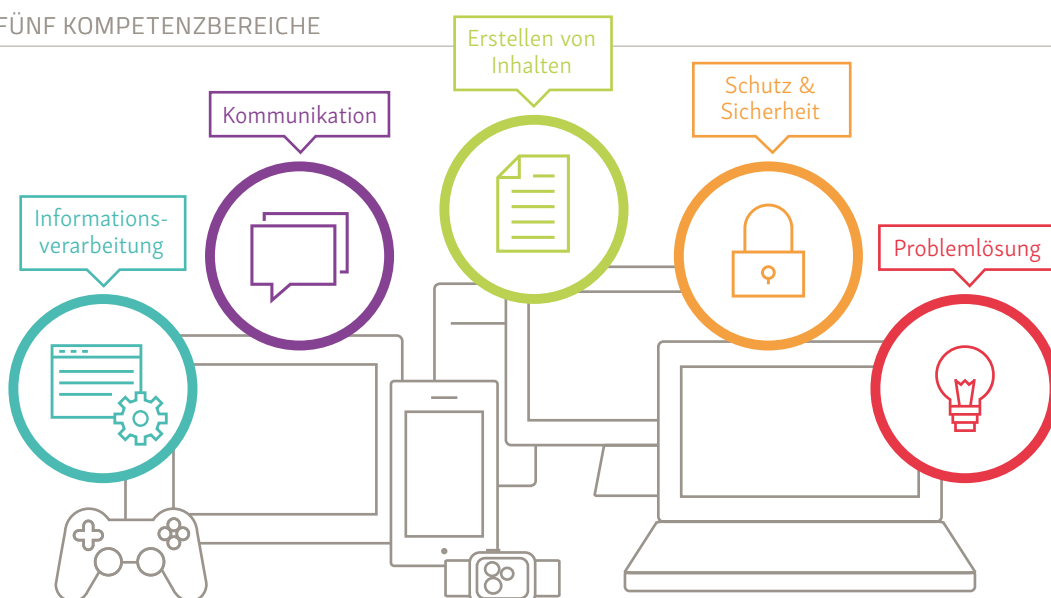 FÜNF KOMPETENZBEREICHE
Erstellen von
Inhalten
Schutz &
Sicherheit
Kommunikation
Informations-
verarbeitung
Problemlösung